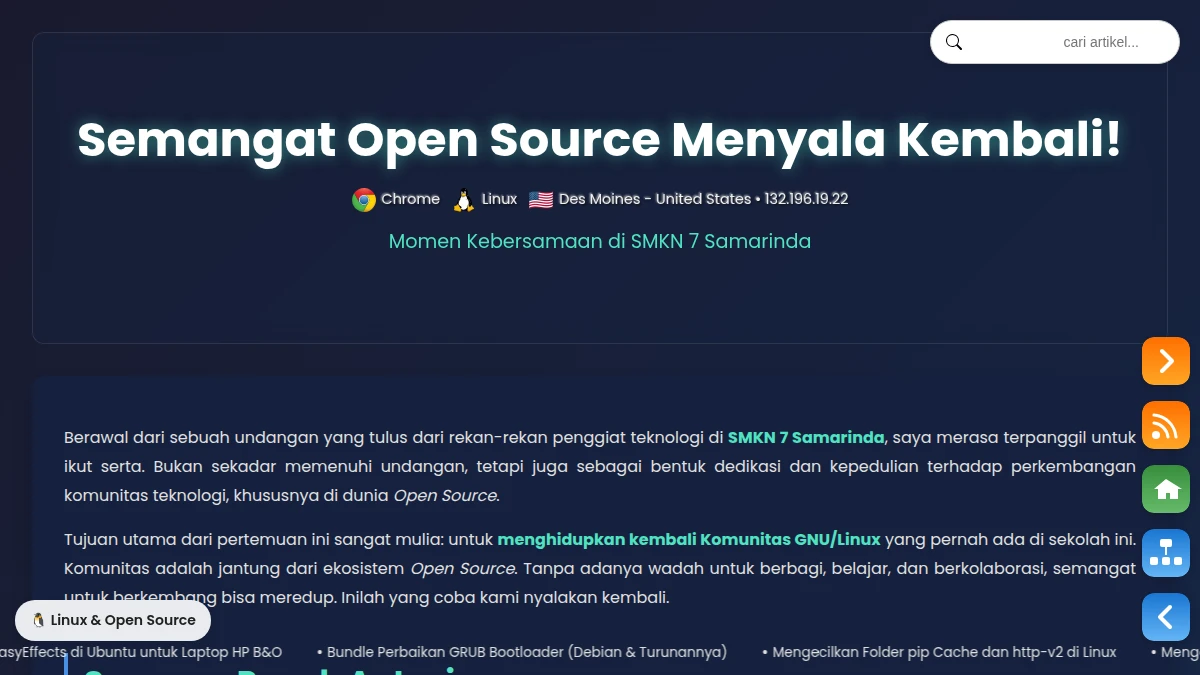 cari artikel...
Semangat Open Source Menyala Kembali!
Chrome Linux Des Moines - United States • 132.196.19.22
Momen Kebersamaan di SMKN 7 Samarinda
Berawal dari sebuah undangan yang tulus dari rekan-rekan penggiat teknologi di SMKN 7 Samarinda, saya merasa terpanggil untuk
ikut serta. Bukan sekadar memenuhi undangan, tetapi juga sebagai bentuk dedikasi dan kepedulian terhadap perkembangan
komunitas teknologi, khususnya di dunia Open Source.
Tujuan utama dari pertemuan ini sangat mulia: untuk menghidupkan kembali Komunitas GNU/Linux yang pernah ada di sekolah ini.
Komunitas adalah jantung dari ekosistem Open Source. Tanpa adanya wadah untuk berbagi, belajar, dan berkolaborasi, semangat
untuk berkembang bisa meredup. Inilah yang coba kami nyalakan kembali.
Linux & Open Source
asyEffects di Ubuntu untuk Laptop HP B&O • Bundle Perbaikan GRUB Bootloader (Debian & Turunannya) • Mengecilkan Folder pip Cache dan http-v2 di Linux • Meng